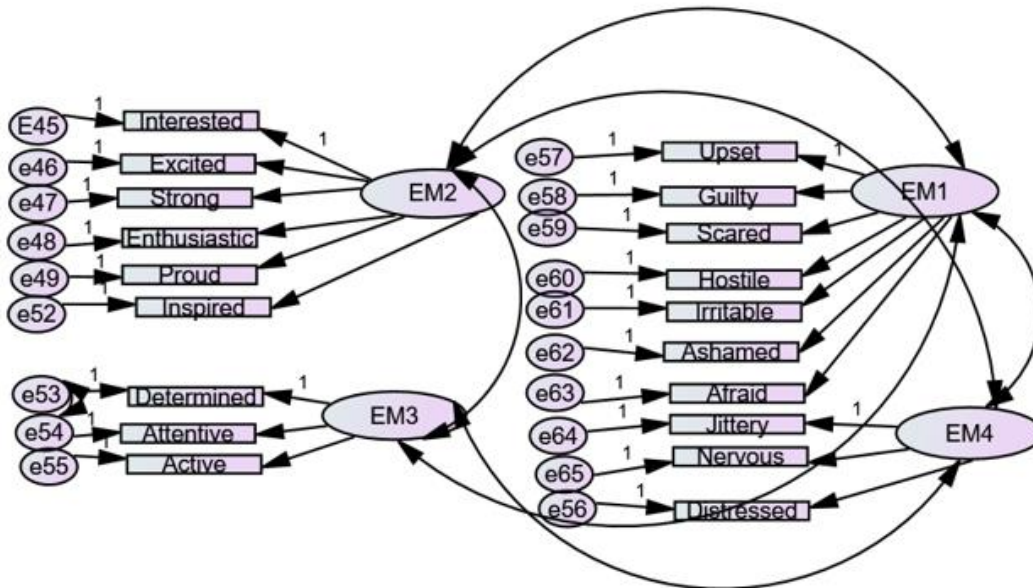 1
E45
Interested
1
1
e46
Excited
1
e47
Strong
EM2
1
e48
Enthusiastic
1
e49
Proud
1
e52
Inspired
1
e53
Determined
1
EM3
1
e54
Attentive
1
e55
Active
1
e57
Upset
1
EM1
1
e58
Guilty
1
e59
Scared
1
e60
Hostile
1
e61
Irritable
1
e62
Ashamed
1
e63
Afraid
1
e64
Jittery
1
EM4
1
e65
Nervous
1
e56
Distressed